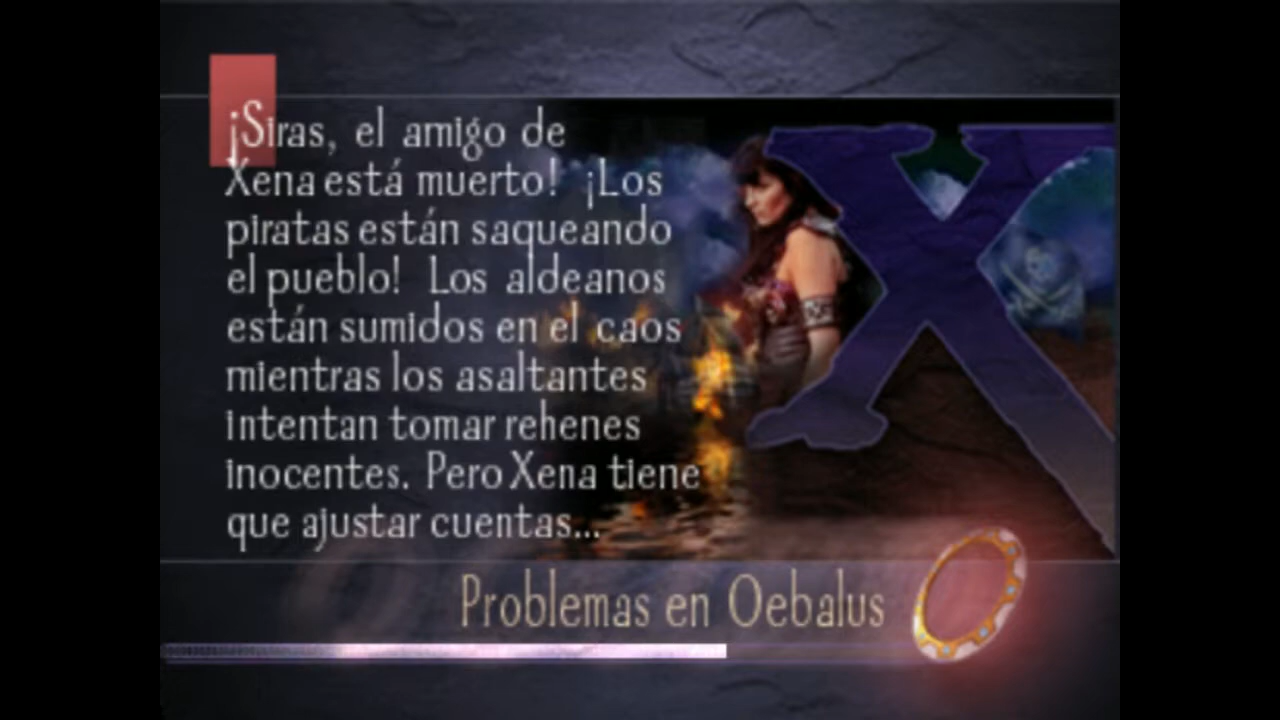 ¡Siras, el amigo de
Xena está muerto! ¡Los
piratas están saqueando
el pueblo! Los aldeanos
están sumidos en el caos
mientras los asaltantes
intentan tomar rehenes
inocentes. Pero Xena tiene
que ajustar cuentas...
X
Problemas en Oebalus